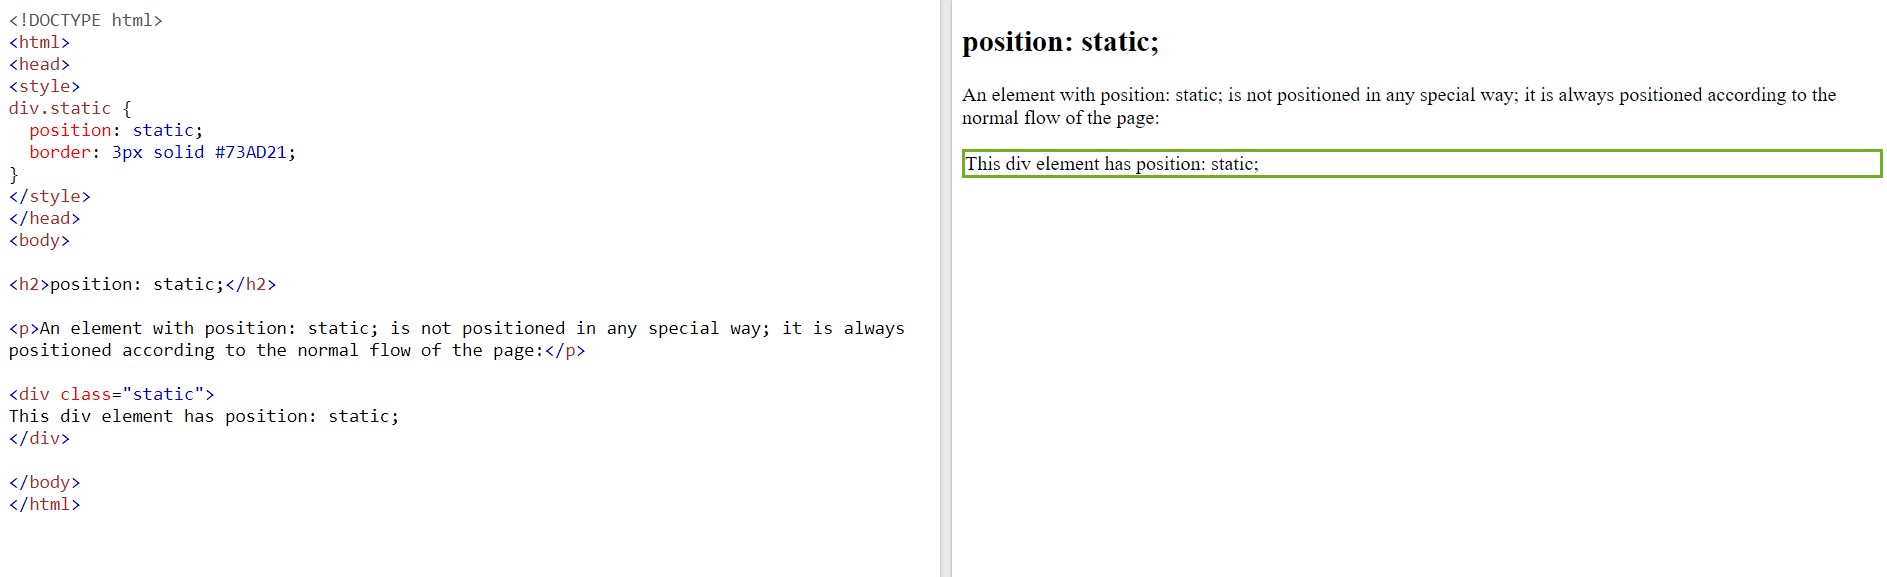 <!DOCTYPE html>
<html>
<head>
<style>
div.static {
  position: static;
  border: 3px solid #73AD21;
}
</style>
</head>
<body>

<h2>position: static;</h2>

<p>An element with position: static; is not positioned in any special way; it is always
positioned according to the normal flow of the page:</p>

<div class="static">
This div element has position: static;
</div>

</body>
</html>

position: static;
An element with position: static; is not positioned in any special way; it is always positioned according to the
normal flow of the page:
This div element has position: static;